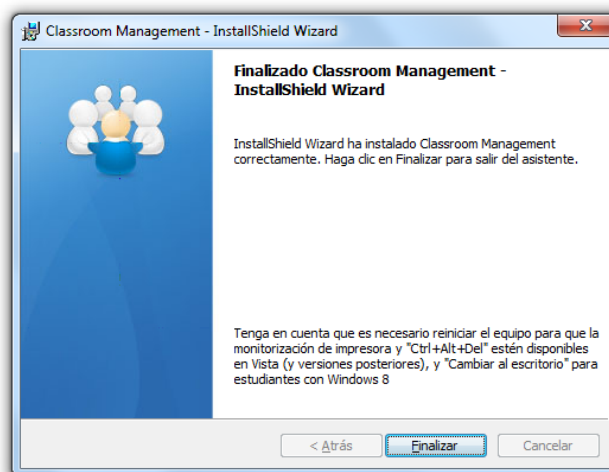 Classroom Management - InstallShield Wizard
Finalizado Classroom Management -
InstallShield Wizard
InstallShield Wizard ha instalado Classroom Management
correctamente. Haga clic en Finalizar para salir del asistente.
Tenga en cuenta que es necesario reiniciar el equipo para que la
monitorización de impresora y "Ctrl+Alt+Del" estén disponibles
en Vista (y versiones posteriores), y "Cambiar al escritorio" para
estudiantes con Windows 8
< Atrás
Finalizar
Cancelar